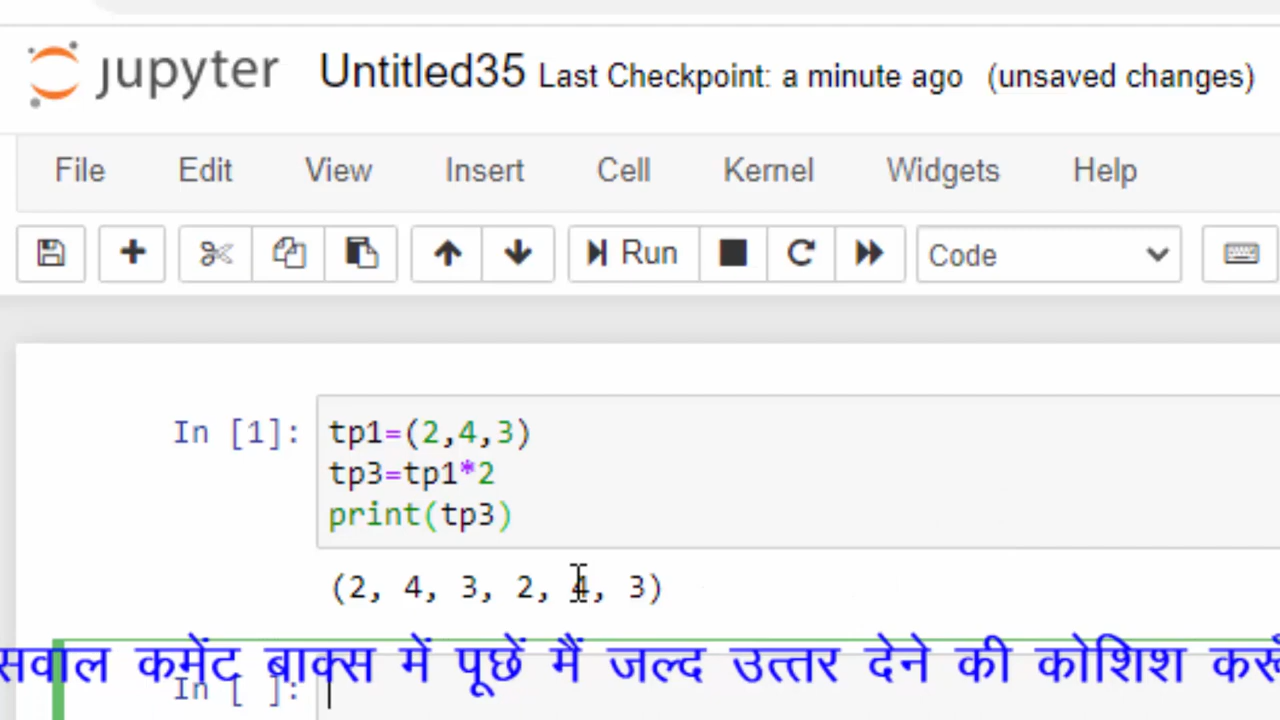 jupyter Untitled35 Last Checkpoint: a minute ago (unsaved changes)
File Edit View Insert Cell Kernel Widgets Help
Run Code
In [1]: tp1=(2,4,3)
tp3=tp1*2
print(tp3)
(2, 4, 3, 2, 4, 3)
सवाल कमेंट बाक्स में पूछें मैं जल्द उत्तर देने की कोशिश
In [ ]: